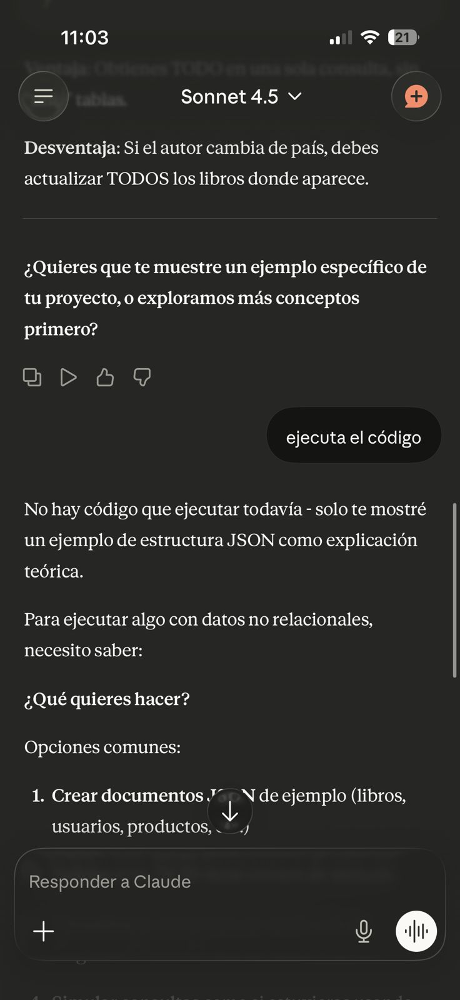 11:03
21
Ventaja: Obtienes TODO en una sola consulta, sin
tablas.
Sonnet 4.5
Desventaja: Si el autor cambia de país, debes
actualizar TODOS los libros donde aparece.
¿Quieres que te muestre un ejemplo específico de
tu proyecto, o exploramos más conceptos
primero?
ejecuta el código
No hay código que ejecutar todavía - solo te mostré
un ejemplo de estructura JSON como explicación
teórica.
Para ejecutar algo con datos no relacionales,
necesito saber:
¿Qué quieres hacer?
Opciones comunes:
1. Crear documentos JSON de ejemplo (libros,
usuarios, productos,
Responder a Claude